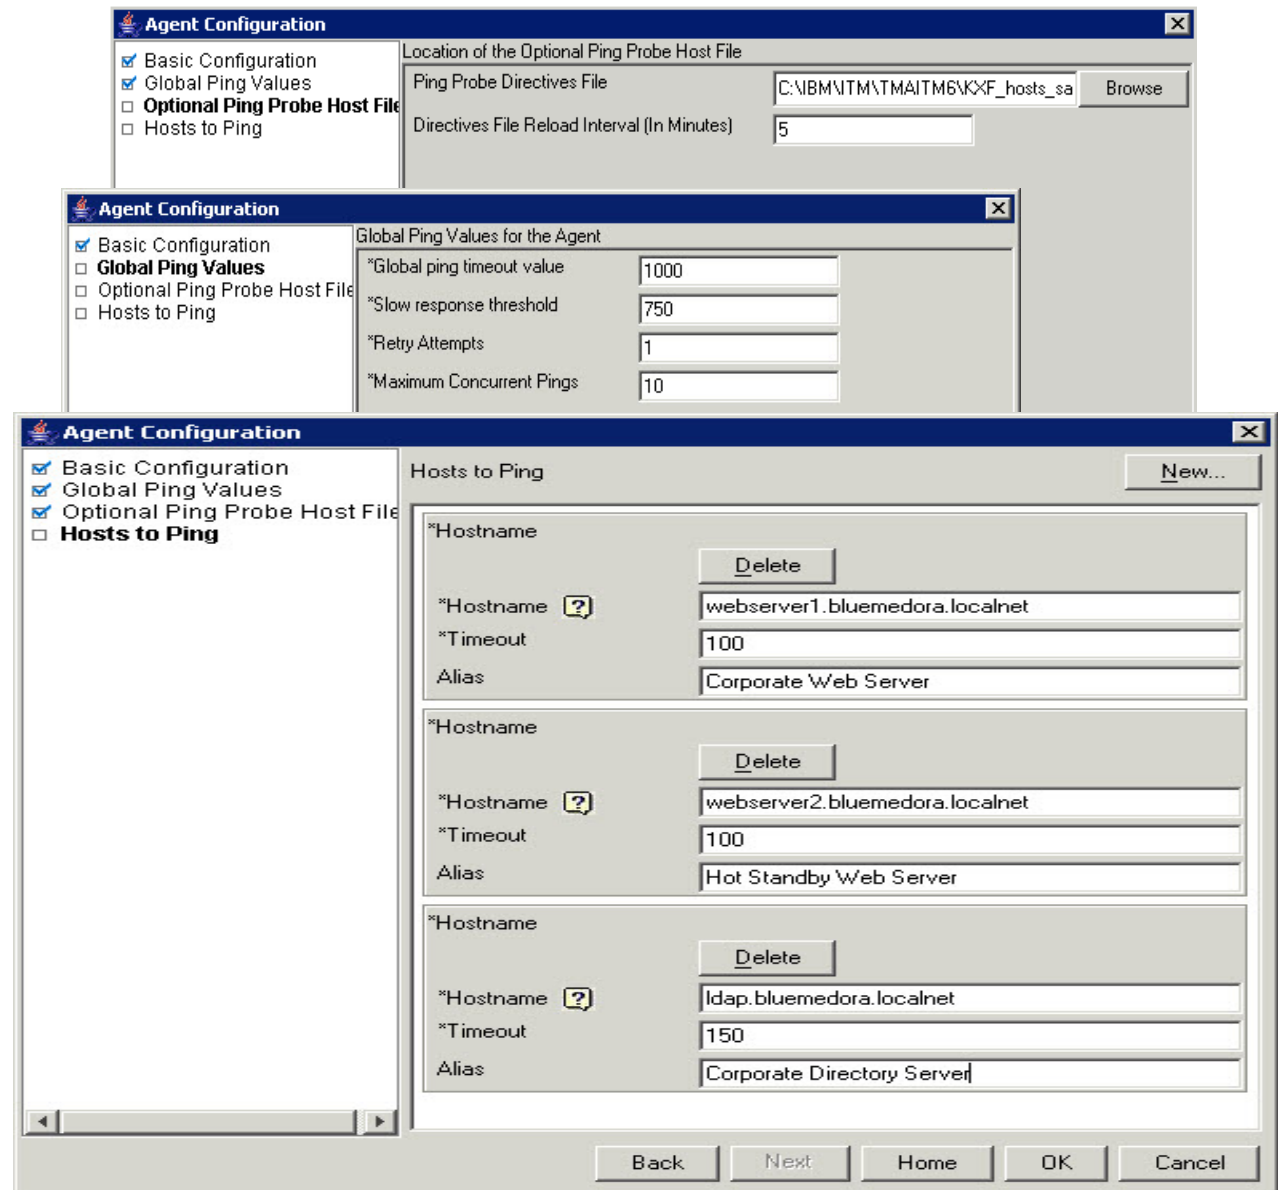 Agent Configuration
Basic Configuration
Global Ping Values
Optional Ping Probe Host File
Hosts to Ping
Location of the Optional Ping Probe Host File
Ping Probe Directives File
C:\IBM\ITM\TMAITM6\KXF_hosts_sa
Browse
Directives File Reload Interval (In Minutes)
5
Agent Configuration
Basic Configuration
Global Ping Values
Optional Ping Probe Host File
Hosts to Ping
Global Ping Values for the Agent
*Global ping timeout value
1000
*Slow response threshold
750
*Retry Attempts
1
*Maximum Concurrent Pings
10
Agent Configuration
Basic Configuration
Global Ping Values
Optional Ping Probe Host File
Hosts to Ping
Hosts to Ping
New...
*Hostname
Delete
*Hostname
webserver1.bluemedora.localnet
*Timeout
100
Alias
Corporate Web Server
*Hostname
Delete
*Hostname
webserver2.bluemedora.localnet
*Timeout
100
Alias
Hot Standby Web Server
*Hostname
Delete
*Hostname
ldap.bluemedora.localnet
*Timeout
150
Alias
Corporate Directory Server
Back
Next
Home
OK
Cancel